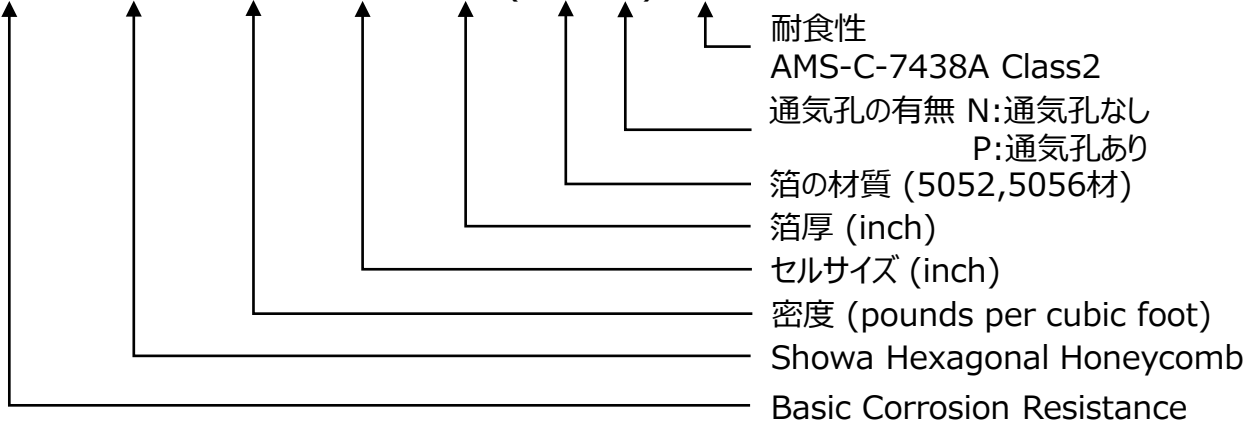 耐食性
AMS-C-7438A Class2
通気孔の有無 N:通気孔なし
P:通気孔あり
箔の材質 (5052,5056材)
箔厚 (inch)
セルサイズ (inch)
密度 (pounds per cubic foot)
Showa Hexagonal Honeycomb
Basic Corrosion Resistance